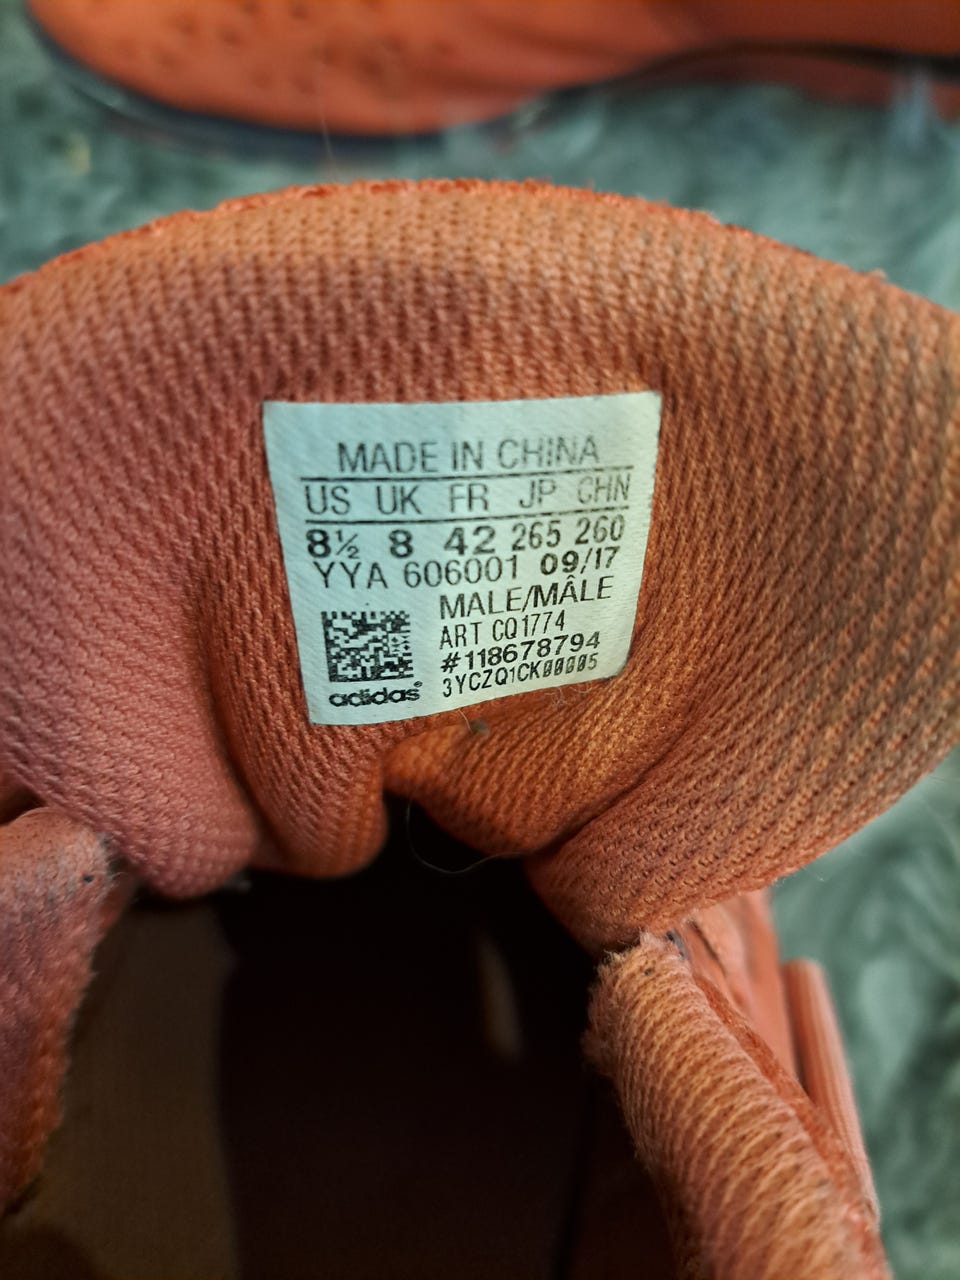 MADE IN CHINA
US UK FR JP CHN
8½ 8 42 265 260
YYA 606001 09/17
MALE/MÂLE
ART CQ1774
#118678794
3YCZQ1CK00005
adidas®